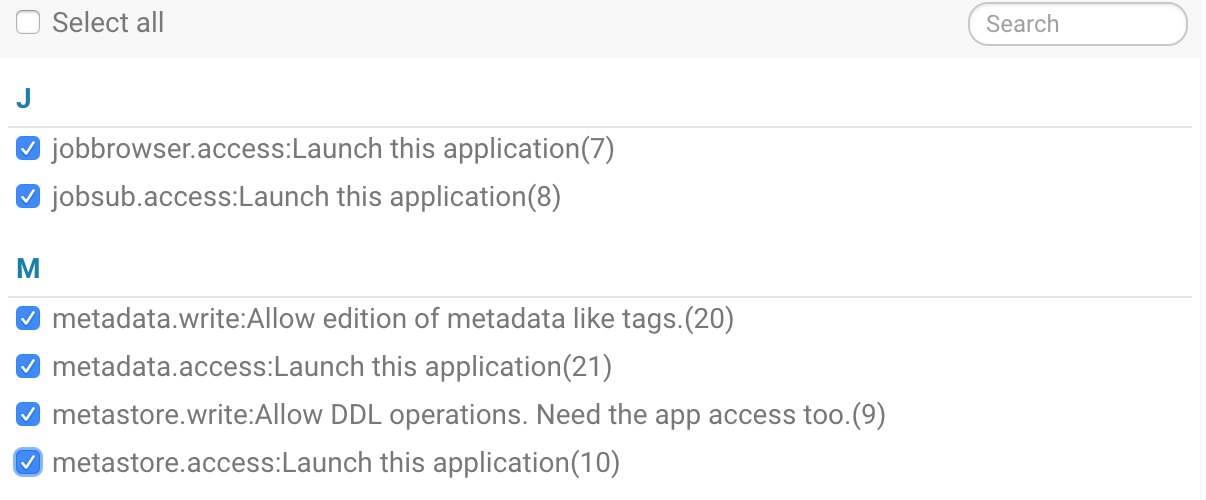 Select all
Search
J
jobbrowser.access:Launch this application(7)
jobsub.access:Launch this application(8)
M
metadata.write:Allow edition of metadata like tags.(20)
metadata.access:Launch this application(21)
metastore.write:Allow DDL operations. Need the app access too.(9)
metastore.access:Launch this application(10)